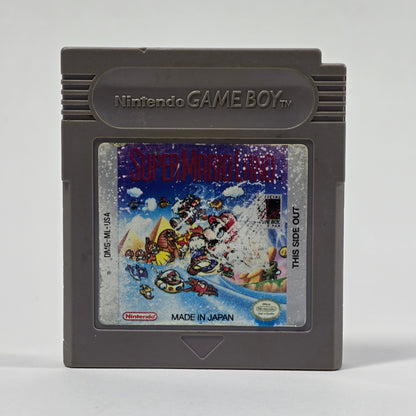 Nintendo GAME BOY TM
SUPER MARIO LAND
DMG-ML-USA
THIS SIDE OUT
Nintendo
MADE IN JAPAN